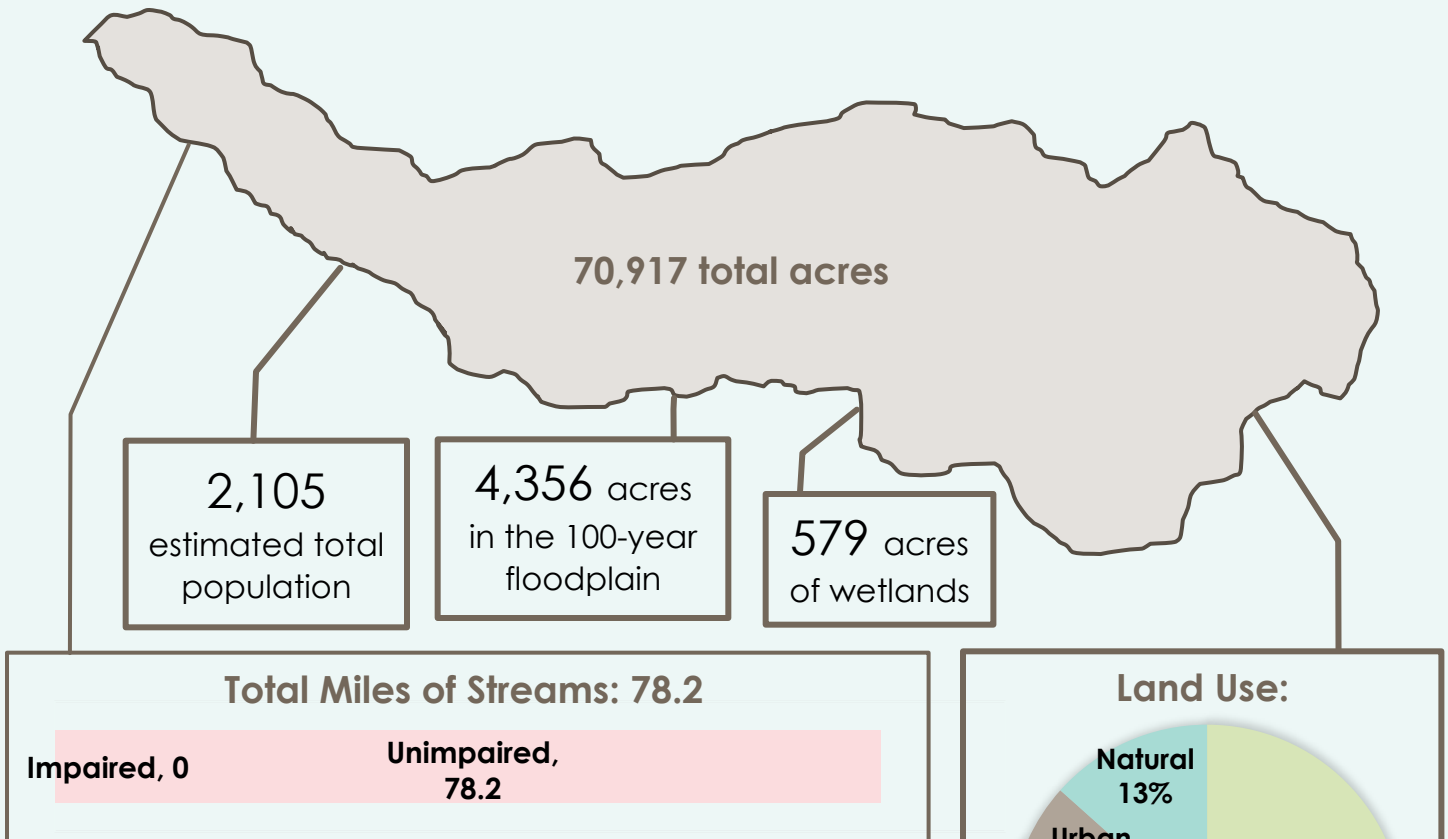 70,917 total acres
2,105
estimated total
population
4,356 acres
in the 100-year
floodplain
579 acres
of wetlands
Total Miles of Streams: 78.2
Impaired, 0
Unimpaired,
78.2
Land Use:
Natural
13%
Urban